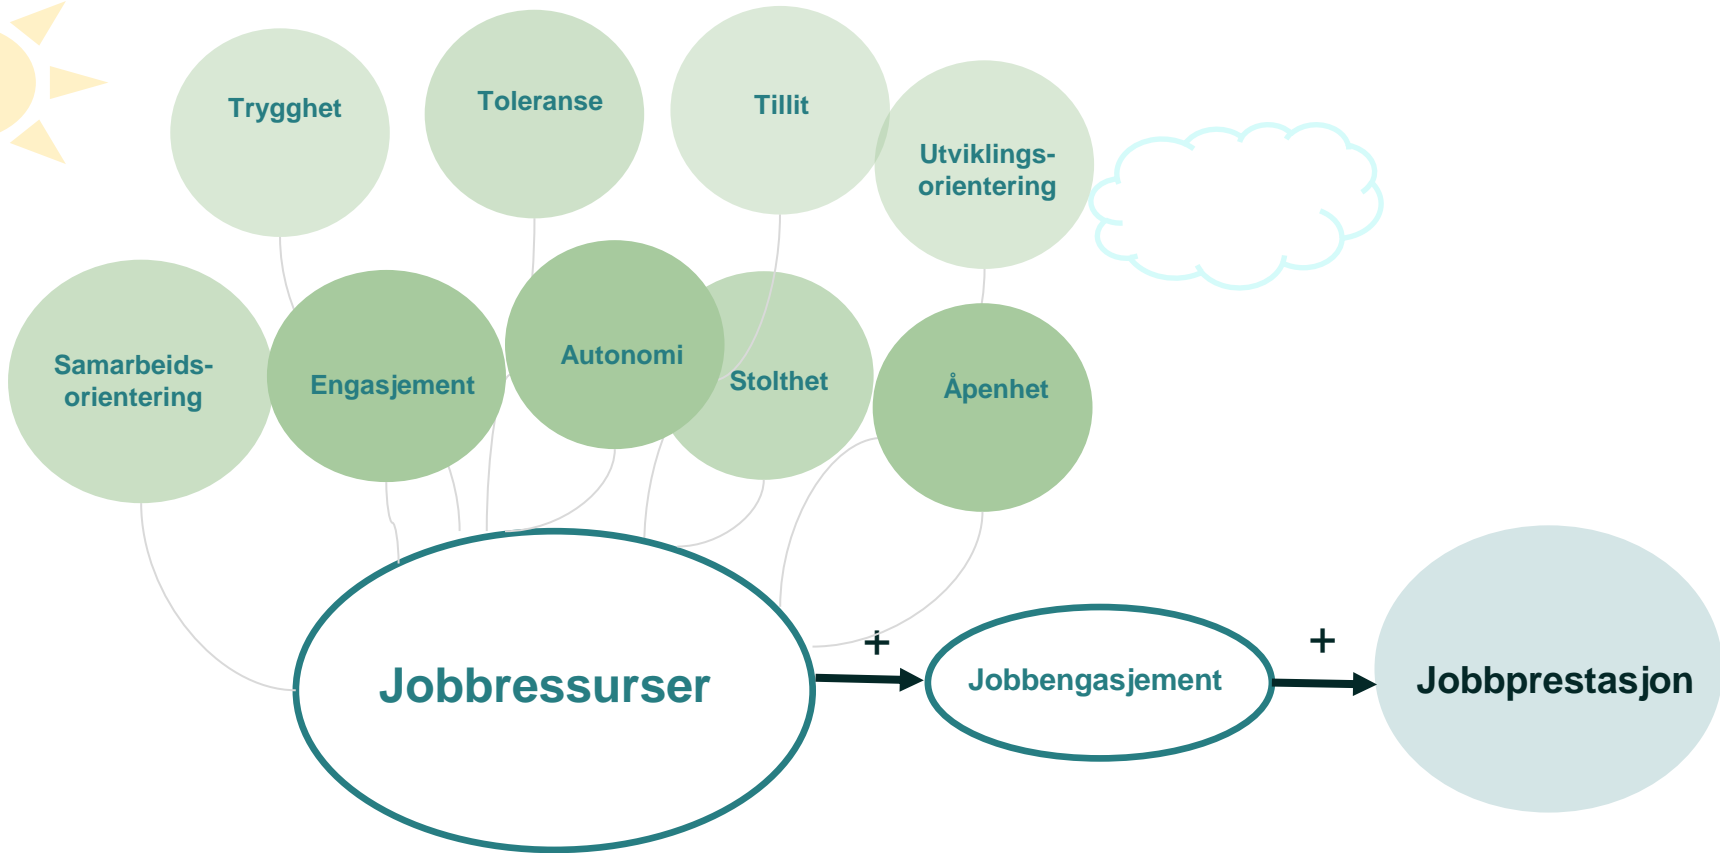 Trygghet
Toleranse
Tillit
Utviklings-
orientering
Samarbeids-
orientering
Engasjement
Autonomi
Stolthet
Åpenhet
+
+
Jobbressurser
Jobbengasjement
Jobbprestasjon